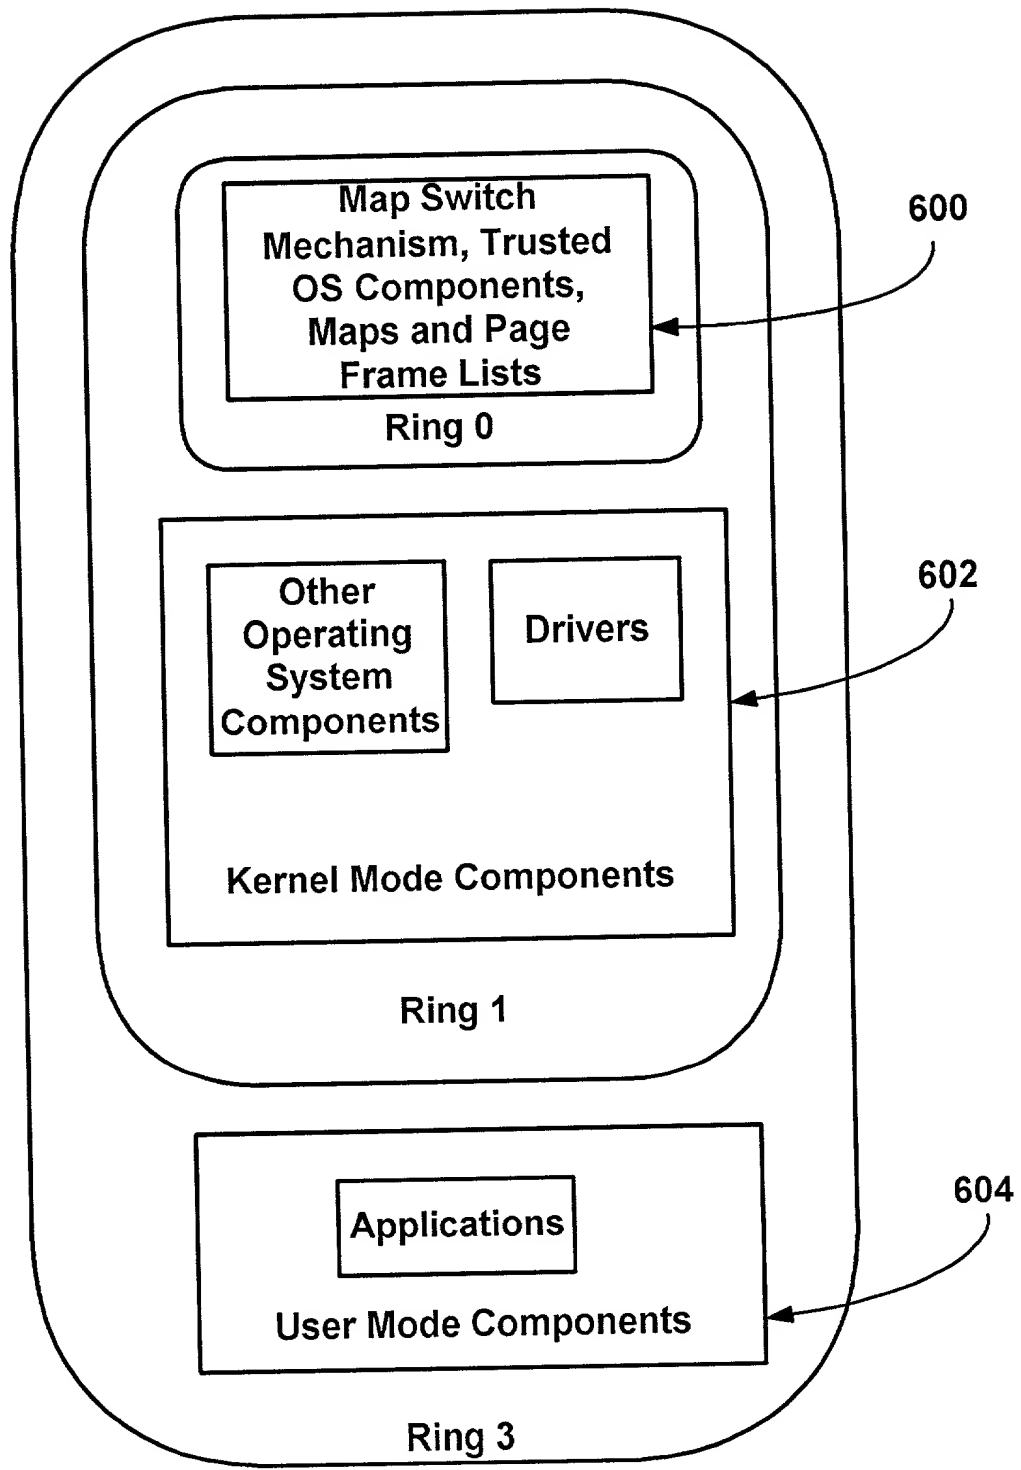 Map Switch
Mechanism, Trusted
OS Components,
Maps and Page
Frame Lists
Ring 0
600
Other
Operating
System
Components
Drivers
602
Kernel Mode Components
Ring 1
Applications
604
User Mode Components
Ring 3